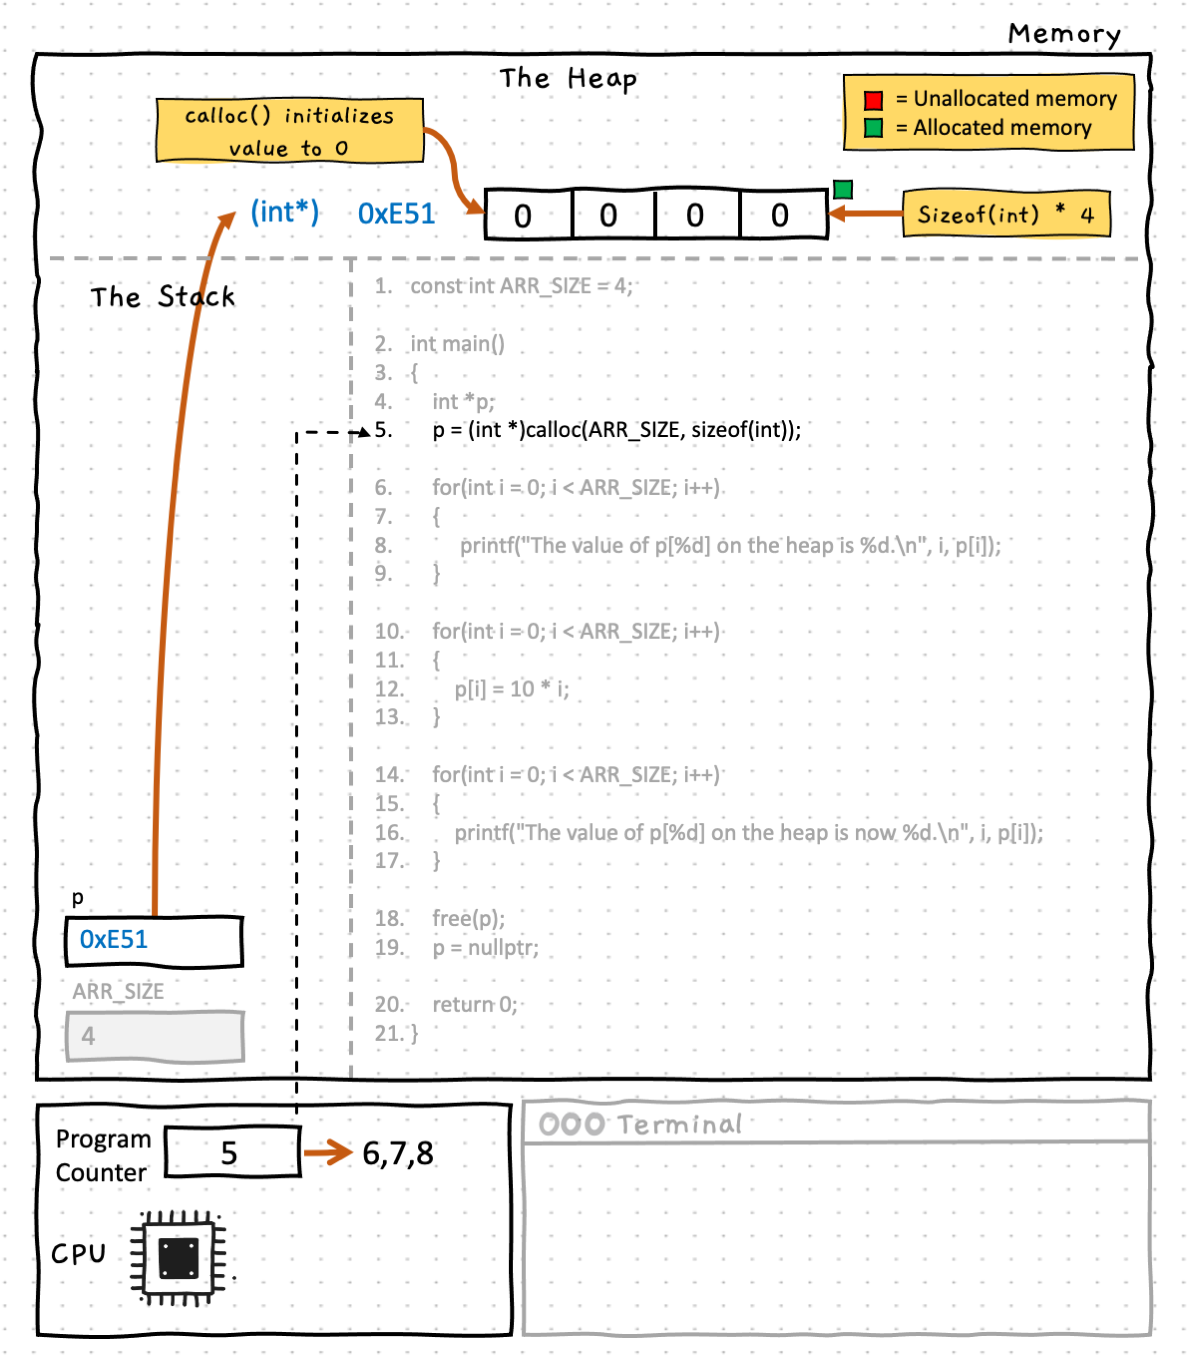 Memory
The Heap
calloc() initializes
value to 0
= Unallocated memory
= Allocated memory
(int*) 0xE51
0 0 0 0
Sizeof(int) * 4
The Stack
1. const int ARR_SIZE = 4;
2. int main()
3. {
4. int *p;
5. p = (int *)calloc(ARR_SIZE, sizeof(int));
6. for(int i = 0; i < ARR_SIZE; i++)
7. {
8. printf("The value of p[%d] on the heap is %d.\n", i, p[i]);
9. }
10. for(int i = 0; i < ARR_SIZE; i++)
11. {
12. p[i] = 10 * i;
13. }
14. for(int i = 0; i < ARR_SIZE; i++)
15. {
16. printf("The value of p[%d] on the heap is now %d.\n", i, p[i]);
17. }
18. free(p);
19. p = nullptr;
20. return 0;
21. }
p
0xE51
ARR_SIZE
4
Program
Counter
5
6,7,8
CPU
Terminal